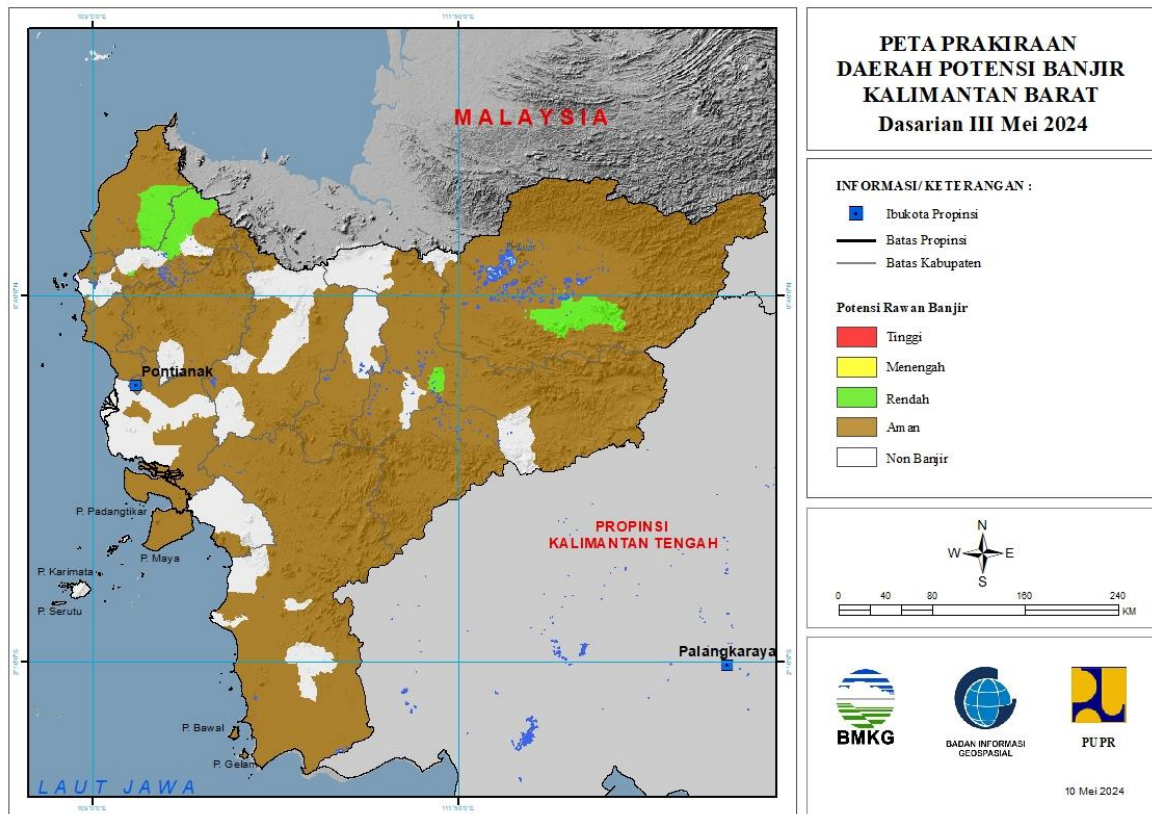 PETA PRAKIRAAN
DAERAH POTENSI BANJIR
KALIMANTAN BARAT
Dasarian III Mei 2024
INFORMASI/ KETERANGAN :
Ibukota Propinsi
Batas Propinsi
Batas Kabupaten
Potensi Rawan Banjir
Tinggi
Menengah
Rendah
Aman
Non Banjir
N
W E
S
0 40 80 160 240
KM
BMKG
BADAN INFORMASI
GEOSPASIAL
PUPR
10 Mei 2024
MALAYSIA
Pontianak
P. Padangtikar
P. Maya
P. Karimata
P. Serutu
PROPINSI
KALIMANTAN TENGAH
Palangkaraya
P. Bawal
P. Gelam
LAUT JAWA